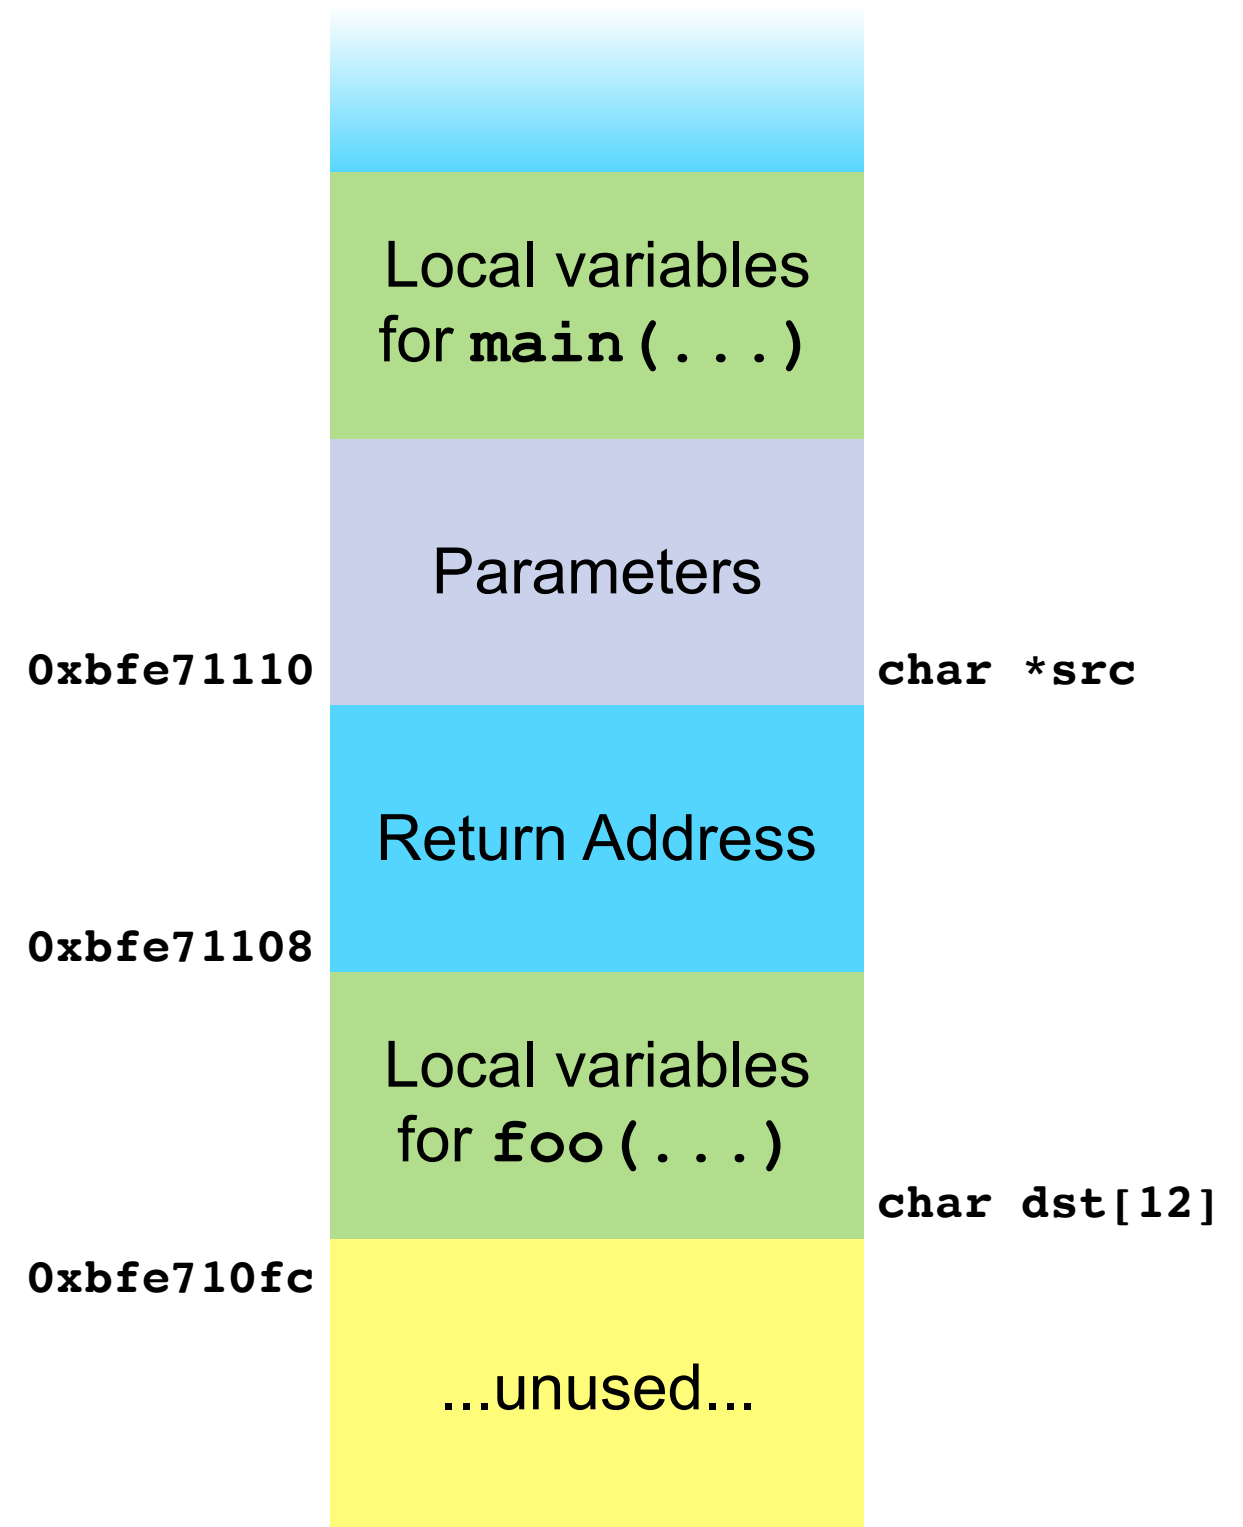 Local variables
for main(...)
Parameters
0xbfe71110
char *src
Return Address
0xbfe71108
Local variables
for foo(...)
char dst[12]
0xbfe710fc
...unused...